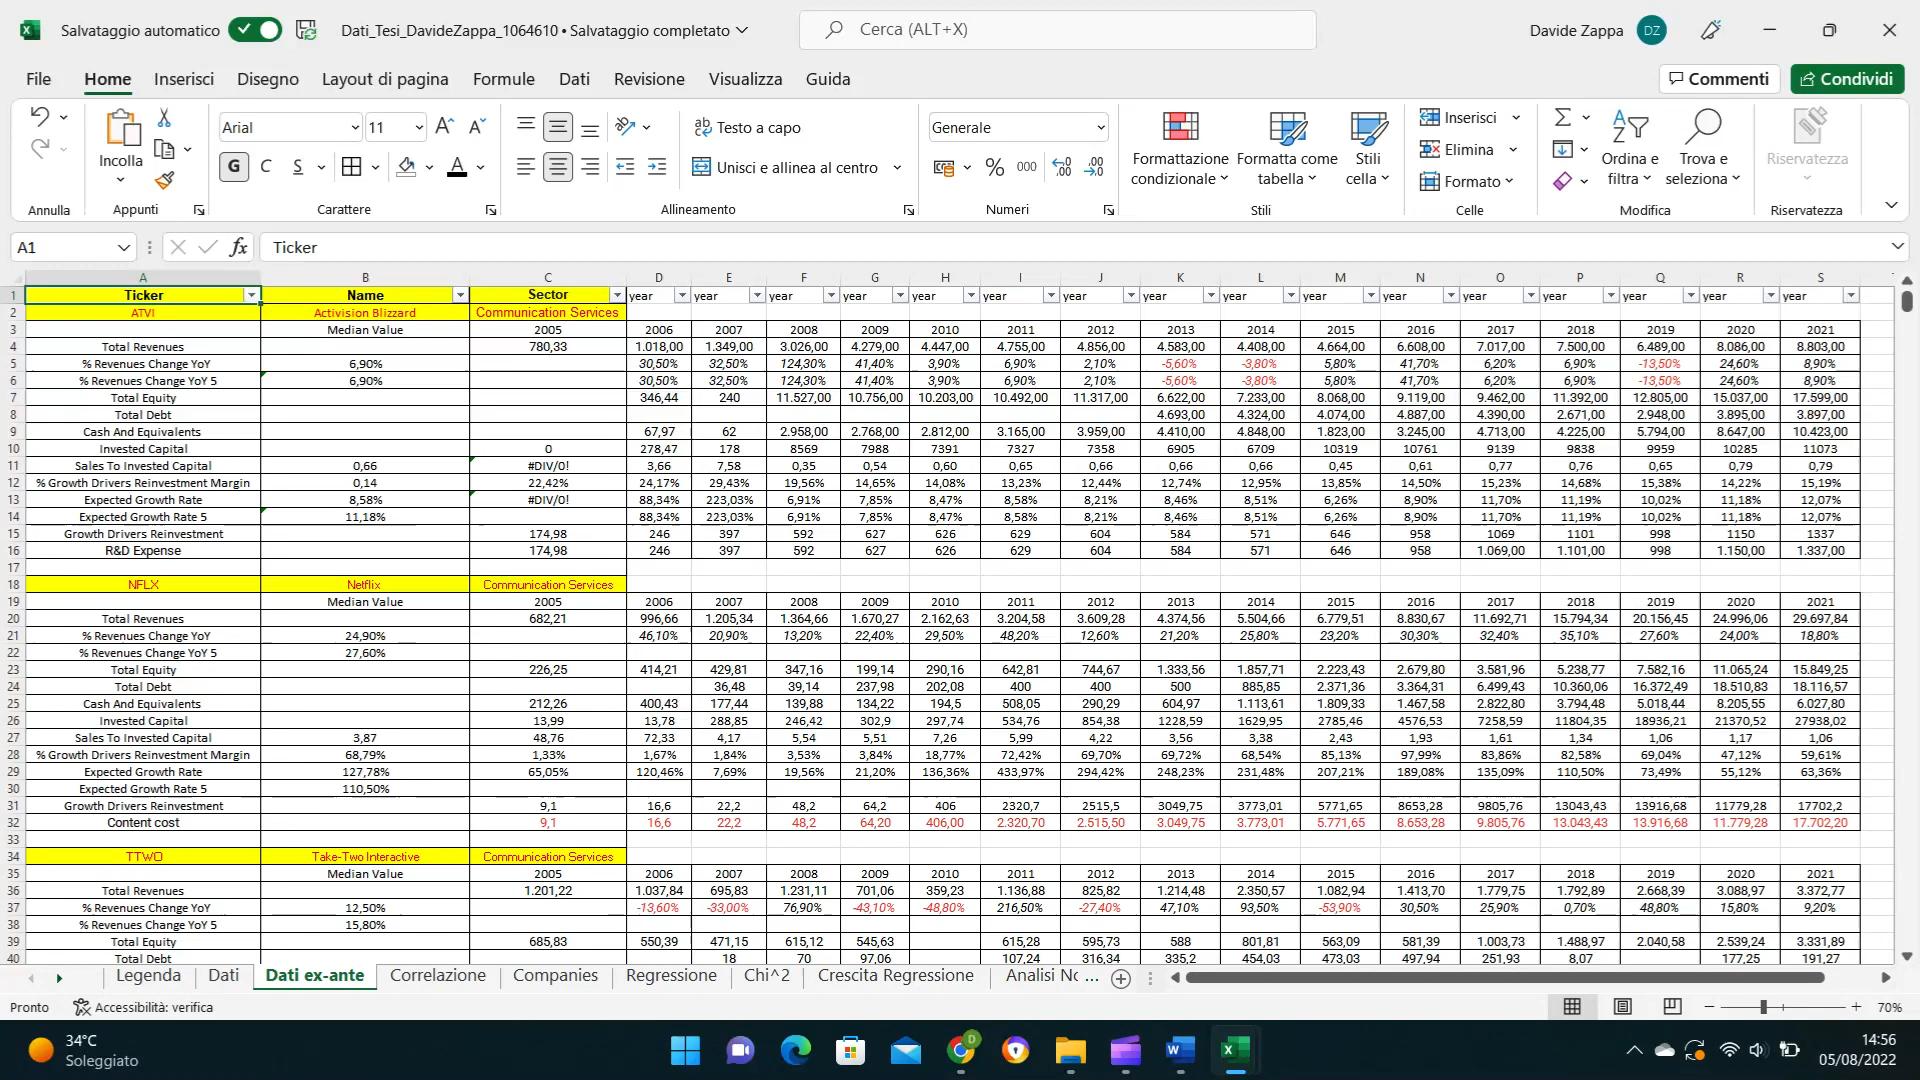 Salvataggio automatico Dati_Tesi_DavideZappa_1064610 • Salvataggio completato Cerca (ALT+X) Davide Zappa DZ
File Home Inserisci Disegno Layout di pagina Formule Dati Revisione Visualizza Guida Commenti Condividi
Arial 11 Testo a capo Generale Inserisci
Incolla G C S Unisci e allinea al centro % 000 Formattazione condizionale Formatta come tabella Stili cella Elimina Formato Ordina e filtra Trova e seleziona Riservatezza
Annulla Appunti Carattere Allineamento Numeri Stili Celle Modifica Riservatezza
A1 fx Ticker
A B C D E F G H I J K L M N O P Q R S
1 Ticker Name Sector year year year year year year year year year year year year year year year year
2 ATVI Activision Blizzard Communication Services
3 Median Value 2005 2006 2007 2008 2009 2010 2011 2012 2013 2014 2015 2016 2017 2018 2019 2020 2021
4 Total Revenues 780,33 1.018,00 1.349,00 3.026,00 4.279,00 4.447,00 4.755,00 4.856,00 4.583,00 4.408,00 4.664,00 6.608,00 7.017,00 7.500,00 6.489,00 8.086,00 8.803,00
5 % Revenues Change YoY 6,90% 30,50% 32,50% 124,30% 41,40% 3,90% 6,90% 2,10% -5,60% -3,80% 5,80% 41,70% 6,20% 6,90% -13,50% 24,60% 8,90%
6 % Revenues Change YoY 5 6,90% 30,50% 32,50% 124,30% 41,40% 3,90% 6,90% 2,10% -5,60% -3,80% 5,80% 41,70% 6,20% 6,90% -13,50% 24,60% 8,90%
7 Total Equity 346,44 240 11.527,00 10.756,00 10.203,00 10.492,00 11.317,00 6.622,00 7.233,00 8.068,00 9.119,00 9.462,00 11.392,00 12.805,00 15.037,00 17.599,00
8 Total Debt 4.693,00 4.324,00 4.074,00 4.887,00 4.390,00 2.671,00 2.948,00 3.895,00 3.897,00
9 Cash And Equivalents 67,97 62 2.958,00 2.768,00 2.812,00 3.165,00 3.959,00 4.410,00 4.848,00 1.823,00 3.245,00 4.713,00 4.225,00 5.794,00 8.647,00 10.423,00
10 Invested Capital 0 278,47 178 8569 7988 7391 7327 7358 6905 6709 10319 10761 9139 9838 9959 10285 11073
11 Sales To Invested Capital 0,66 #DIV/0! 3,66 7,58 0,35 0,54 0,60 0,65 0,66 0,66 0,66 0,45 0,61 0,77 0,76 0,65 0,79 0,79
12 % Growth Drivers Reinvestment Margin 0,14 22,42% 24,17% 29,43% 19,56% 14,65% 14,08% 13,23% 12,44% 12,74% 12,95% 13,85% 14,50% 15,23% 14,68% 15,38% 14,22% 15,19%
13 Expected Growth Rate 8,58% #DIV/0! 88,34% 223,03% 6,91% 7,85% 8,47% 8,58% 8,21% 8,46% 8,51% 6,26% 8,90% 11,70% 11,19% 10,02% 11,18% 12,07%
14 Expected Growth Rate 5 11,18% 88,34% 223,03% 6,91% 7,85% 8,47% 8,58% 8,21% 8,46% 8,51% 6,26% 8,90% 11,70% 11,19% 10,02% 11,18% 12,07%
15 Growth Drivers Reinvestment 174,98 246 397 592 627 626 629 604 584 571 646 958 1069 1101 998 1150 1337
16 R&D Expense 174,98 246 397 592 627 626 629 604 584 571 646 958 1.069,00 1.101,00 998 1.150,00 1.337,00
17
18 NFLX Netflix Communication Services
19 Median Value 2005 2006 2007 2008 2009 2010 2011 2012 2013 2014 2015 2016 2017 2018 2019 2020 2021
20 Total Revenues 682,21 996,66 1.205,34 1.364,66 1.670,27 2.162,63 3.204,58 3.609,28 4.374,56 5.504,66 6.779,51 8.830,67 11.692,71 15.794,34 20.156,45 24.996,06 29.697,84
21 % Revenues Change YoY 24,90% 46,10% 20,90% 13,20% 22,40% 29,50% 48,20% 12,60% 21,20% 25,80% 23,20% 30,30% 32,40% 35,10% 27,60% 24,00% 18,80%
22 % Revenues Change YoY 5 27,60%
23 Total Equity 226,25 414,21 429,81 347,16 199,14 290,16 642,81 744,67 1.333,56 1.857,71 2.223,43 2.679,80 3.581,96 5.238,77 7.582,16 11.065,24 15.849,25
24 Total Debt 36,48 39,14 237,98 202,08 400 400 500 885,85 2.371,36 3.364,31 6.499,43 10.360,06 16.372,49 18.510,83 18.116,57
25 Cash And Equivalents 212,26 400,43 177,44 139,88 134,22 194,5 508,05 290,29 604,97 1.113,61 1.809,33 1.467,58 2.822,80 3.794,48 5.018,44 8.205,55 6.027,80
26 Invested Capital 13,99 13,78 288,85 246,42 302,9 297,74 534,76 854,38 1228,59 1629,95 2785,46 4576,53 7258,59 11804,35 18936,21 21370,52 27938,02
27 Sales To Invested Capital 3,87 48,76 72,33 4,17 5,54 5,51 7,26 5,99 4,22 3,56 3,38 2,43 1,93 1,61 1,34 1,06 1,17 1,06
28 % Growth Drivers Reinvestment Margin 68,79% 1,33% 1,67% 1,84% 3,53% 3,84% 18,77% 72,42% 69,70% 69,72% 68,54% 85,13% 97,99% 83,86% 82,58% 69,04% 47,12% 59,61%
29 Expected Growth Rate 127,78% 65,05% 120,46% 7,69% 19,56% 21,20% 136,36% 433,97% 294,42% 248,23% 231,48% 207,21% 189,08% 135,09% 110,50% 73,49% 55,12% 63,36%
30 Expected Growth Rate 5 110,50%
31 Growth Drivers Reinvestment 9,1 16,6 22,2 48,2 64,2 406 2320,7 2515,5 3049,75 3773,01 5771,65 8653,28 9805,76 13043,43 13916,68 11779,28 17702,2
32 Content cost 9,1 16,6 22,2 48,2 64,20 406,00 2.320,70 2.515,50 3.049,75 3.773,01 5.771,65 8.653,28 9.805,76 13.043,43 13.916,68 11.779,28 17.702,20
33
34 TTWO Take-Two Interactive Communication Services
35 Median Value 2005 2006 2007 2008 2009 2010 2011 2012 2013 2014 2015 2016 2017 2018 2019 2020 2021
36 Total Revenues 1.201,22 1.037,84 695,83 1.231,11 701,06 359,23 1.136,88 825,82 1.214,48 2.350,57 1.082,94 1.413,70 1.779,75 1.792,89 2.668,39 3.088,97 3.372,77
37 % Revenues Change YoY 12,50% -13,60% -33,00% 76,90% -43,10% -48,80% 216,50% -27,40% 47,10% 93,50% -53,90% 30,50% 25,90% 0,70% 48,80% 15,80% 9,20%
38 % Revenues Change YoY 5 15,80%
39 Total Equity 685,83 550,39 471,15 615,12 545,63 615,28 595,73 588 801,81 563,09 581,39 1.003,73 1.488,97 2.040,58 2.539,24 3.331,89
40 Total Debt 18 70 97,06 107,24 316,34 335,2 454,03 473,03 497,94 251,93 8,07 177,25 191,27
Legenda Dati Dati ex-ante Correlazione Companies Regressione Chi^2 Crescita Regressione Analisi No ...
Pronto Accessibilità: verifica 70%
34°C
Soleggiato
14:56
05/08/2022